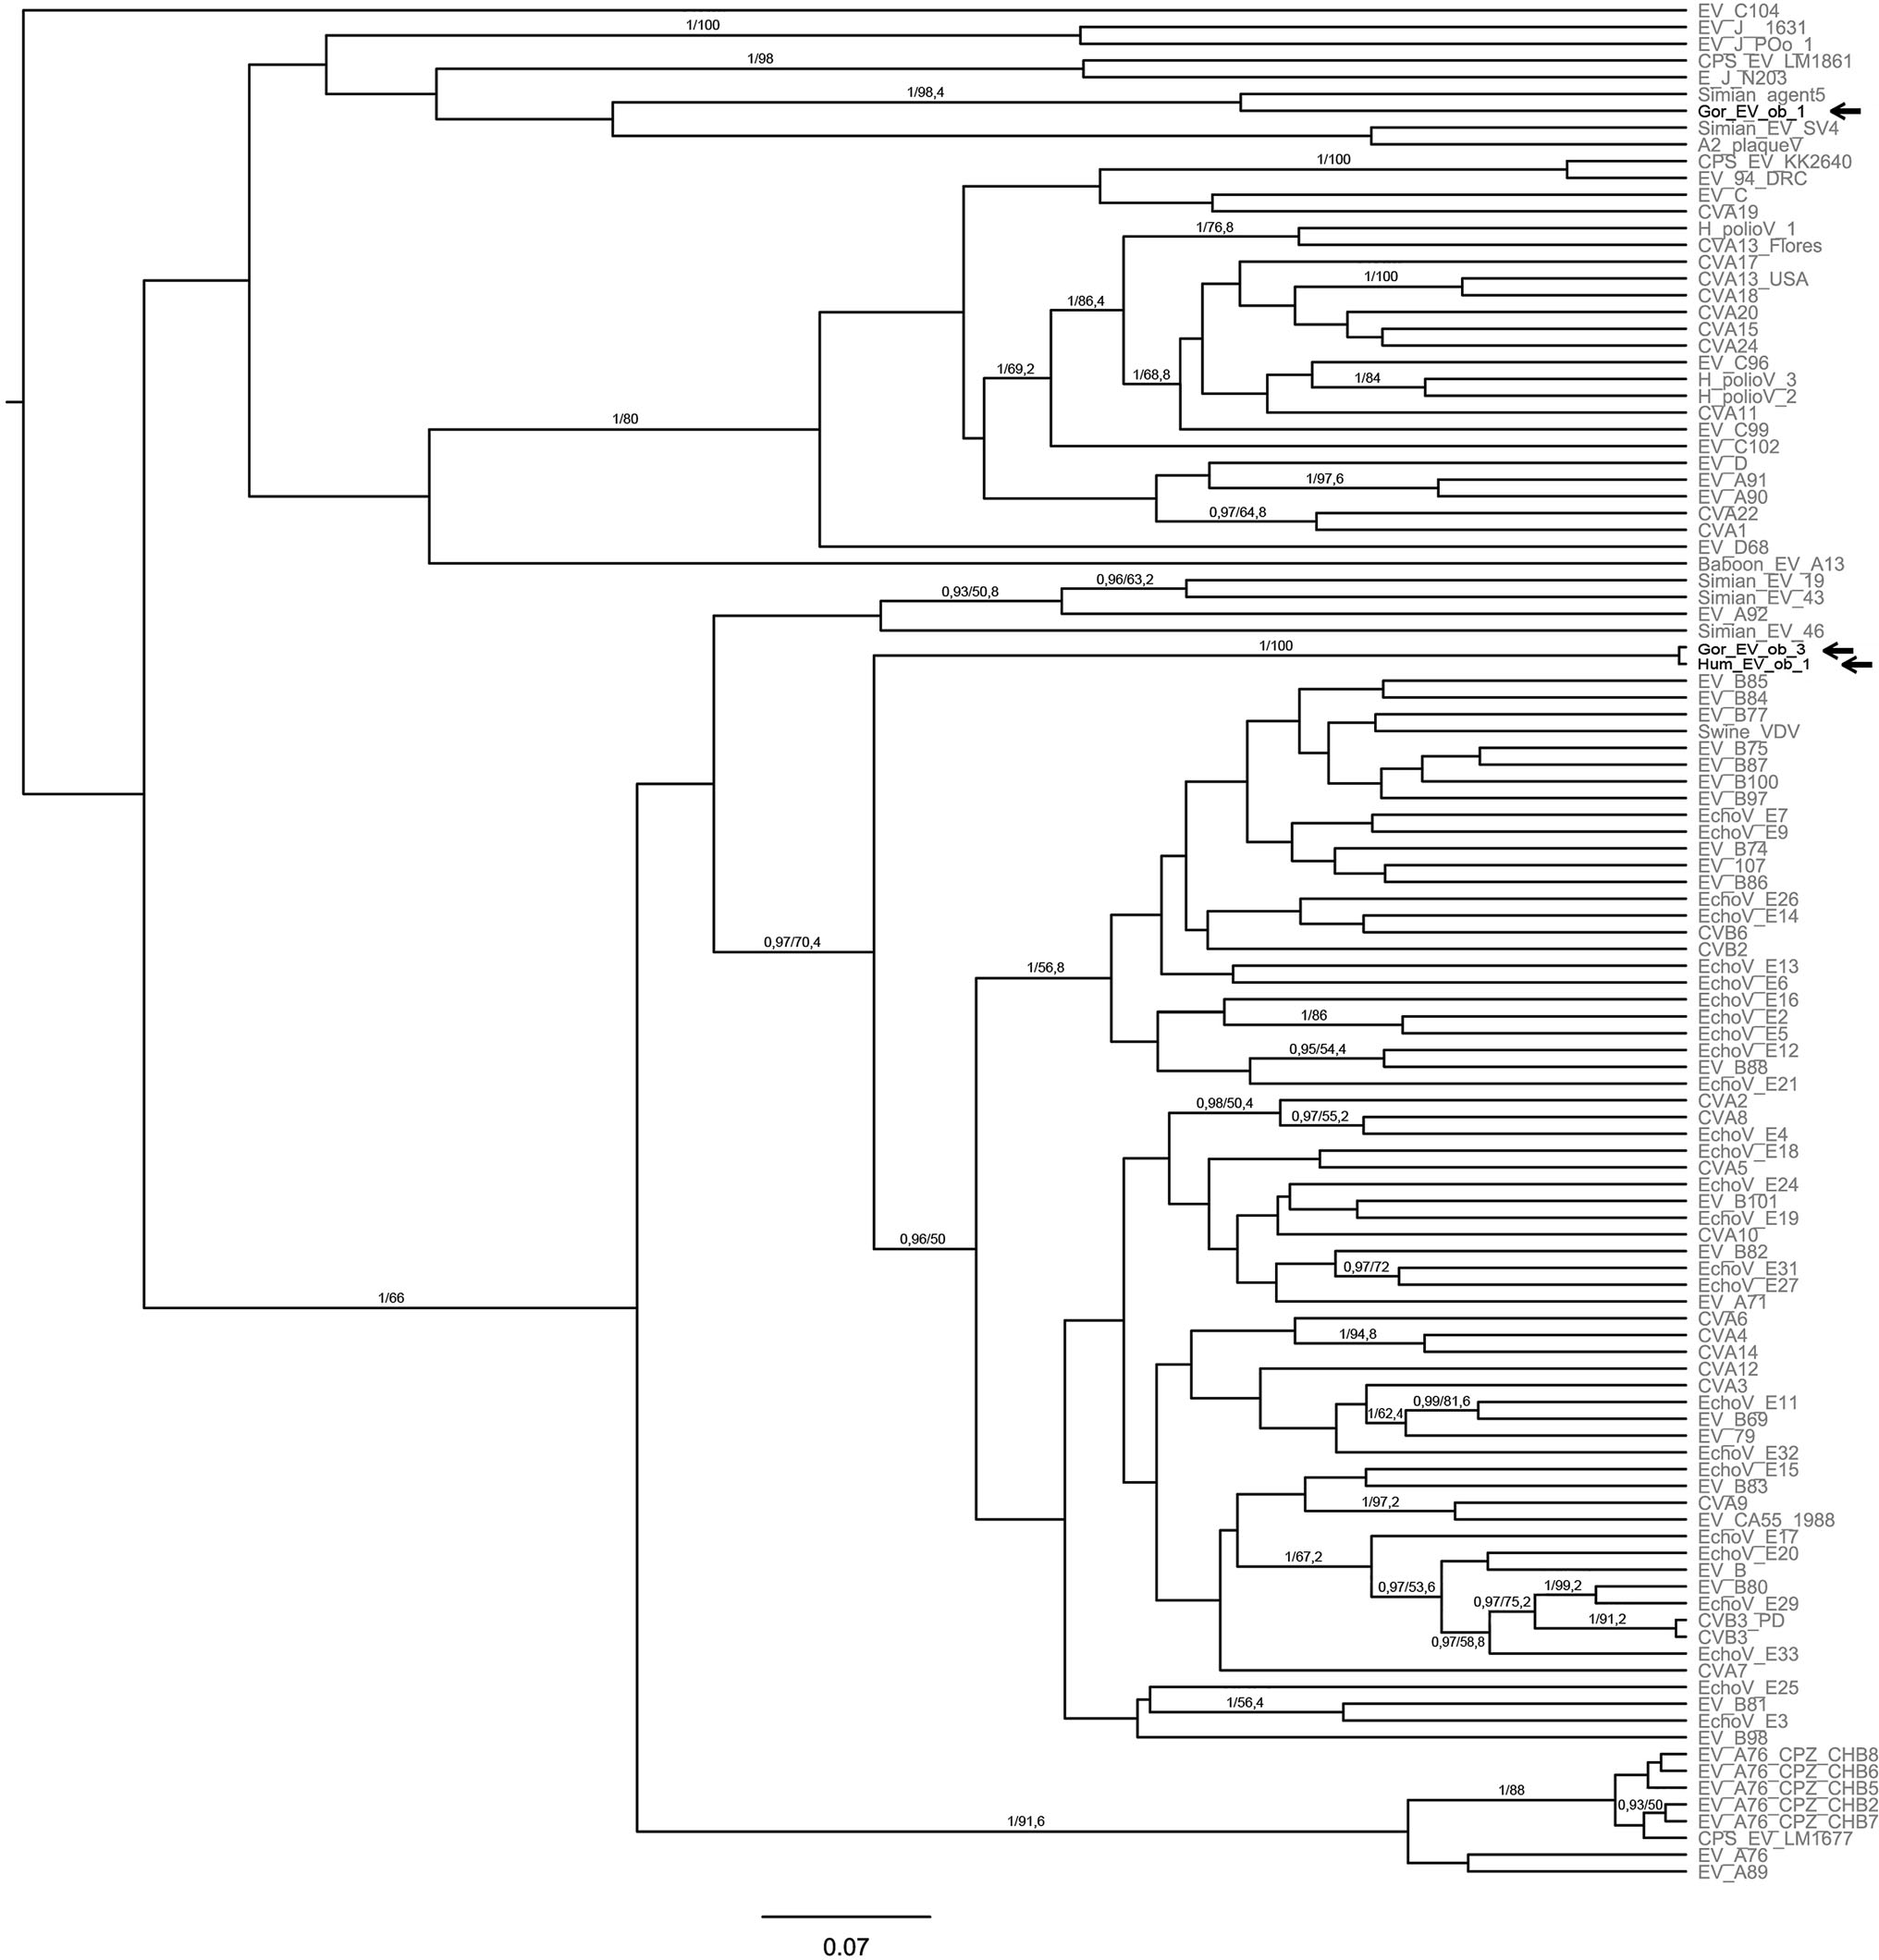 EV_C104
1/100
EV_J__1631
EV_J_POo_1
1/98
CPS_EV_LM1861
E_J_N203
1/98,4
Simian_agent5
Gor_EV_ob_1
Simian_EV_SV4
A2_plaqueV
1/100
CPS_EV_KK2640
EV_94_DRC
EV_C
CVA19
1/76,8
H_polioV_1
CVA13_Flores
CVA17
1/100
CVA13_USA
CVA18
1/86,4
CVA20
CVA15
CVA24
EV_C96
1/69,2
1/68,8
1/84
H_polioV_3
H_polioV_2
CVA11
1/80
EV_C99
EV_C102
EV_D
1/97,6
EV_A91
EV_A90
0,97/64,8
CVA22
CVA1
EV_D68
Baboon_EV_A13
0,96/63,2
Simian_EV_19
0,93/50,8
Simian_EV_43
EV_A92
Simian_EV_46
1/100
Gor_EV_ob_3
Hum_EV_ob_1
EV_B85
EV_B84
EV_B77
Swine_VDV
EV_B75
EV_B87
EV_B100
EV_B97
EchoV_E7
EchoV_E9
EV_B74
EV_107
EV_B86
EchoV_E26
EchoV_E14
CVB6
0,97/70,4
CVB2
1/56,8
EchoV_E13
EchoV_E6
EchoV_E16
1/86
EchoV_E2
EchoV_E5
0,95/54,4
EchoV_E12
EV_B88
EchoV_E21
0,98/50,4
CVA2
0,97/55,2
CVA8
EchoV_E4
EchoV_E18
CVA5
EchoV_E24
EV_B101
EchoV_E19
0,96/50
CVA10
EV_B82
0,97/72
EchoV_E31
EchoV_E27
1/66
EV_A71
CVA6
1/94,8
CVA4
CVA14
CVA12
CVA3
0,99/81,6
EchoV_E11
1/62,4
EV_B69
EV_79
EchoV_E32
EchoV_E15
EV_B83
1/97,2
CVA9
EV_CA55_1988
EchoV_E17
1/67,2
EchoV_E20
EV_B
0,97/53,6
1/99,2
EV_B80
0,97/75,2
EchoV_E29
1/91,2
CVB3_PD
CVB3
0,97/58,8
EchoV_E33
CVA7
EchoV_E25
1/56,4
EV_B81
EchoV_E3
EV_B98
EV_A76_CPZ_CHB8
EV_A76_CPZ_CHB6
1/88
EV_A76_CPZ_CHB5
0,93/50
EV_A76_CPZ_CHB2
1/91,6
EV_A76_CPZ_CHB7
CPS_EV_LM1677
EV_A76
EV_A89
0.07